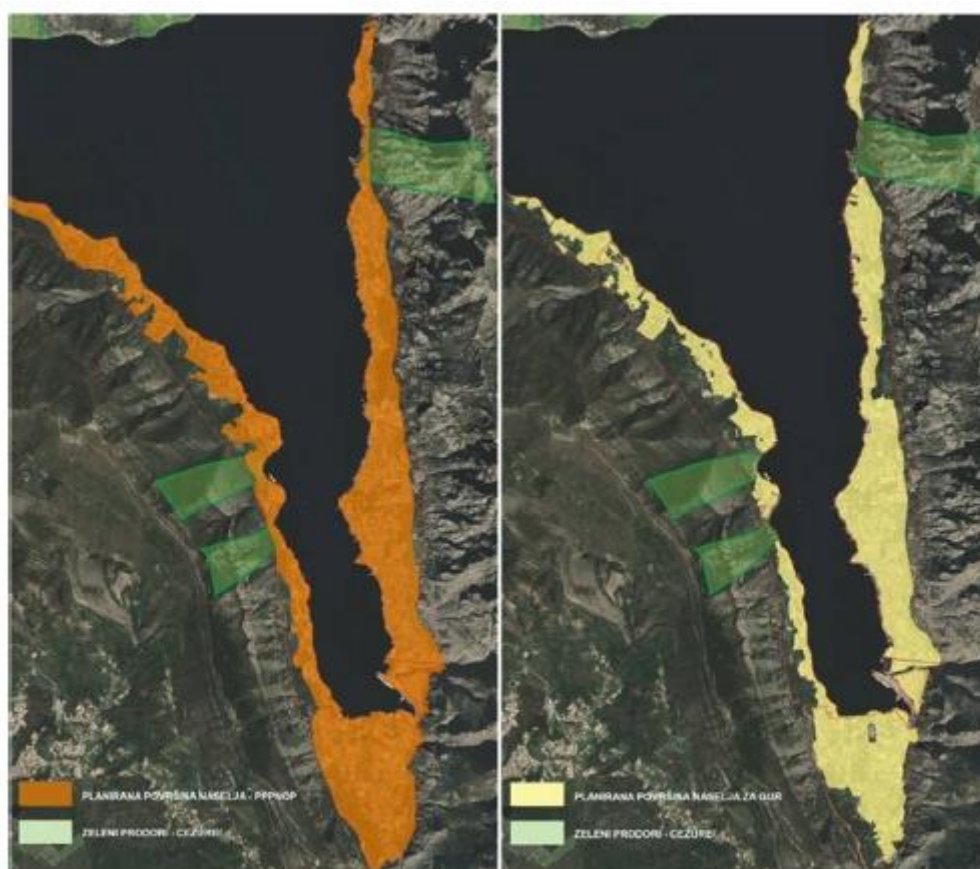 PLANIRANA POVRŠINA NASELJA - PPPNOP
ZELENI PRODORI - CEZURE!
PLANIRANA POVRŠINA NASELJA ZA GUR
ZELENI PRODORI - CEZURE!